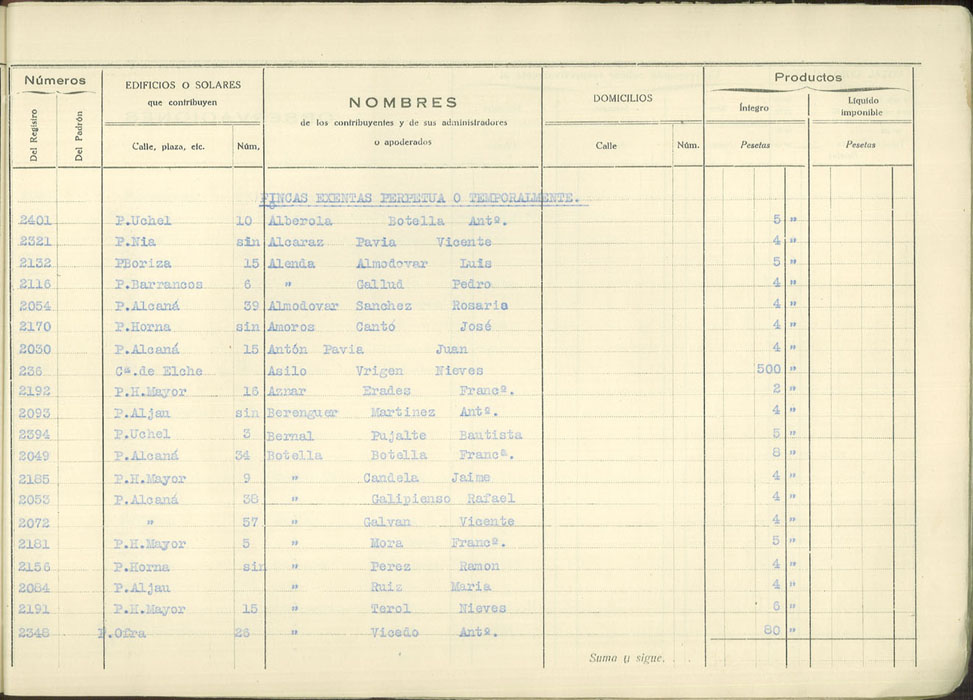 Números
EDIFICIOS O SOLARES
que contribuyen
NOMBRES
de los contribuyentes y de sus administradores
o apoderados
DOMICILIOS
Productos
Íntegro
Líquido
imponible
Del Registro
Del Padrón
Calle, plaza, etc. Núm.
Calle Núm.
Pesetas Pesetas
FINCAS EXENTAS PERPETUA O TEMPORALMENTE.
2401 P.Uchel 10 Alberola Botella Antº. 5 "
2321 P.Nia sin Alcaraz Pavia Vicente 4 "
2132 PBoriza 15 Alenda Almodovar Luis 5 "
2116 P.Barrancos 6 " Gallud Pedro 4 "
2054 P.Alcaná 39 Almodovar Sanchez Rosaria 4 "
2170 P.Horna sin Amoros Cantó José 4 "
2030 P.Alcaná 15 Antón Pavia Juan 4 "
236 Cª.de Elche Asilo Vrigen Nieves 500 "
2192 P.H.Mayor 16 Aznar Erades Francº. 2 "
2093 P.Aljau sin Berenguer Martinez Antº. 4 "
2394 P.Uchel 3 Bernal Pujalte Bautista 5 "
2049 P.Alcaná 34 Botella Botella Francª. 8 "
2185 P.H.Mayor 9 " Candela Jaime 4 "
2053 P.Alcaná 38 " Galipienso Rafael 4 "
2072 " 57 " Galvan Vicente 4 "
2181 P.H.Mayor 5 " Mora Francº. 5 "
2156 P.Horna sin " Perez Ramon 4 "
2084 P.Aljau " Ruiz Maria 4 "
2191 P.H.Mayor 15 " Terol Nieves 6 "
2348 P.Ofra 26 " Vicedo Antº. 80 "
Suma y sigue. . .